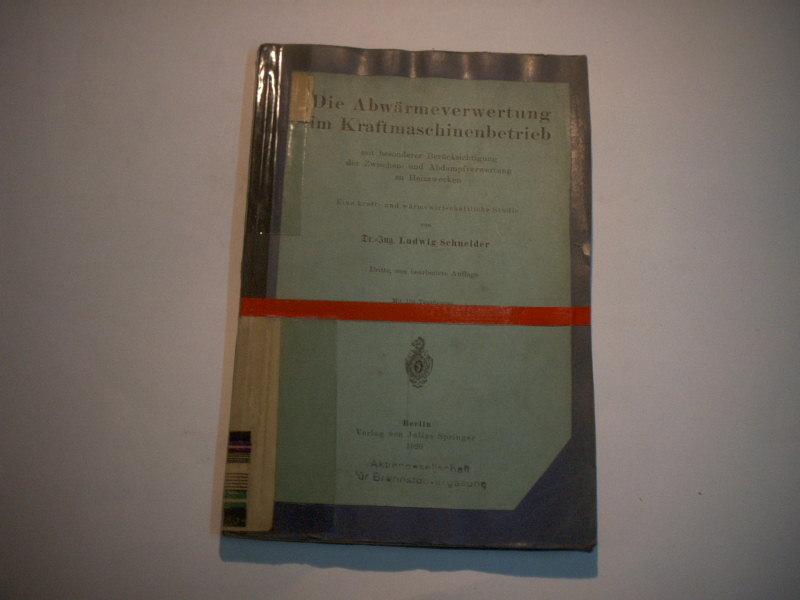 Die Abwärmeverwertung
im Kraftmaschinenbetrieb
mit besonderer Berücksichtigung
der Zwischen- und Abdampfverwertung
zu Heizzwecken
Eine kraft- und wärmewirtschaftliche Studie
von
Dr.-Ing. Ludwig Schneider
Dritte, neu bearbeitete Auflage
Mit
Berlin
Verlag von Julius Springer
1920
Aktiengesellschaft
für Brennstoffvergasung